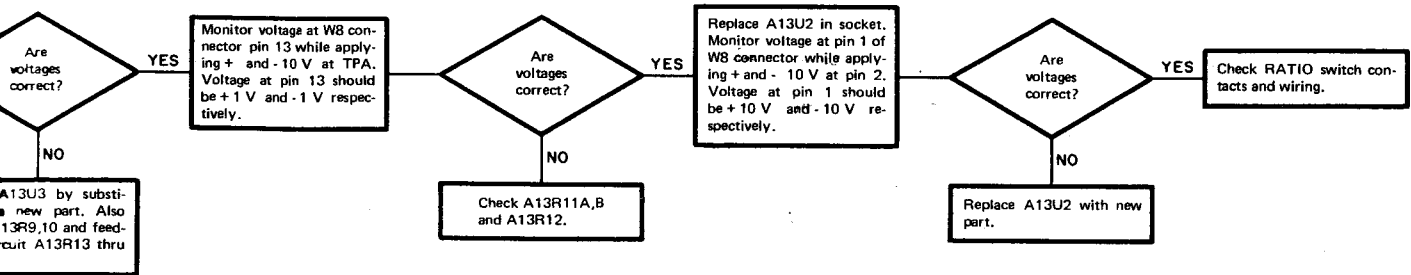 Are
voltages
correct?
YES
NO
A13U3 by substi-
new part. Also
13R9,10 and feed-
cuit A13R13 thru
Monitor voltage at W8 con-
nector pin 13 while apply-
ing + and - 10 V at TPA.
Voltage at pin 13 should
be + 1 V and - 1 V respec-
tively.
Are
voltages
correct?
YES
NO
Check A13R11A,B
and A13R12.
Replace A13U2 in socket.
Monitor voltage at pin 1 of
W8 connector while apply-
ing + and - 10 V at pin 2.
Voltage at pin 1 should
be + 10 V and - 10 V re-
spectively.
Are
voltages
correct?
YES
NO
Replace A13U2 with new
part.
Check RATIO switch con-
tacts and wiring.